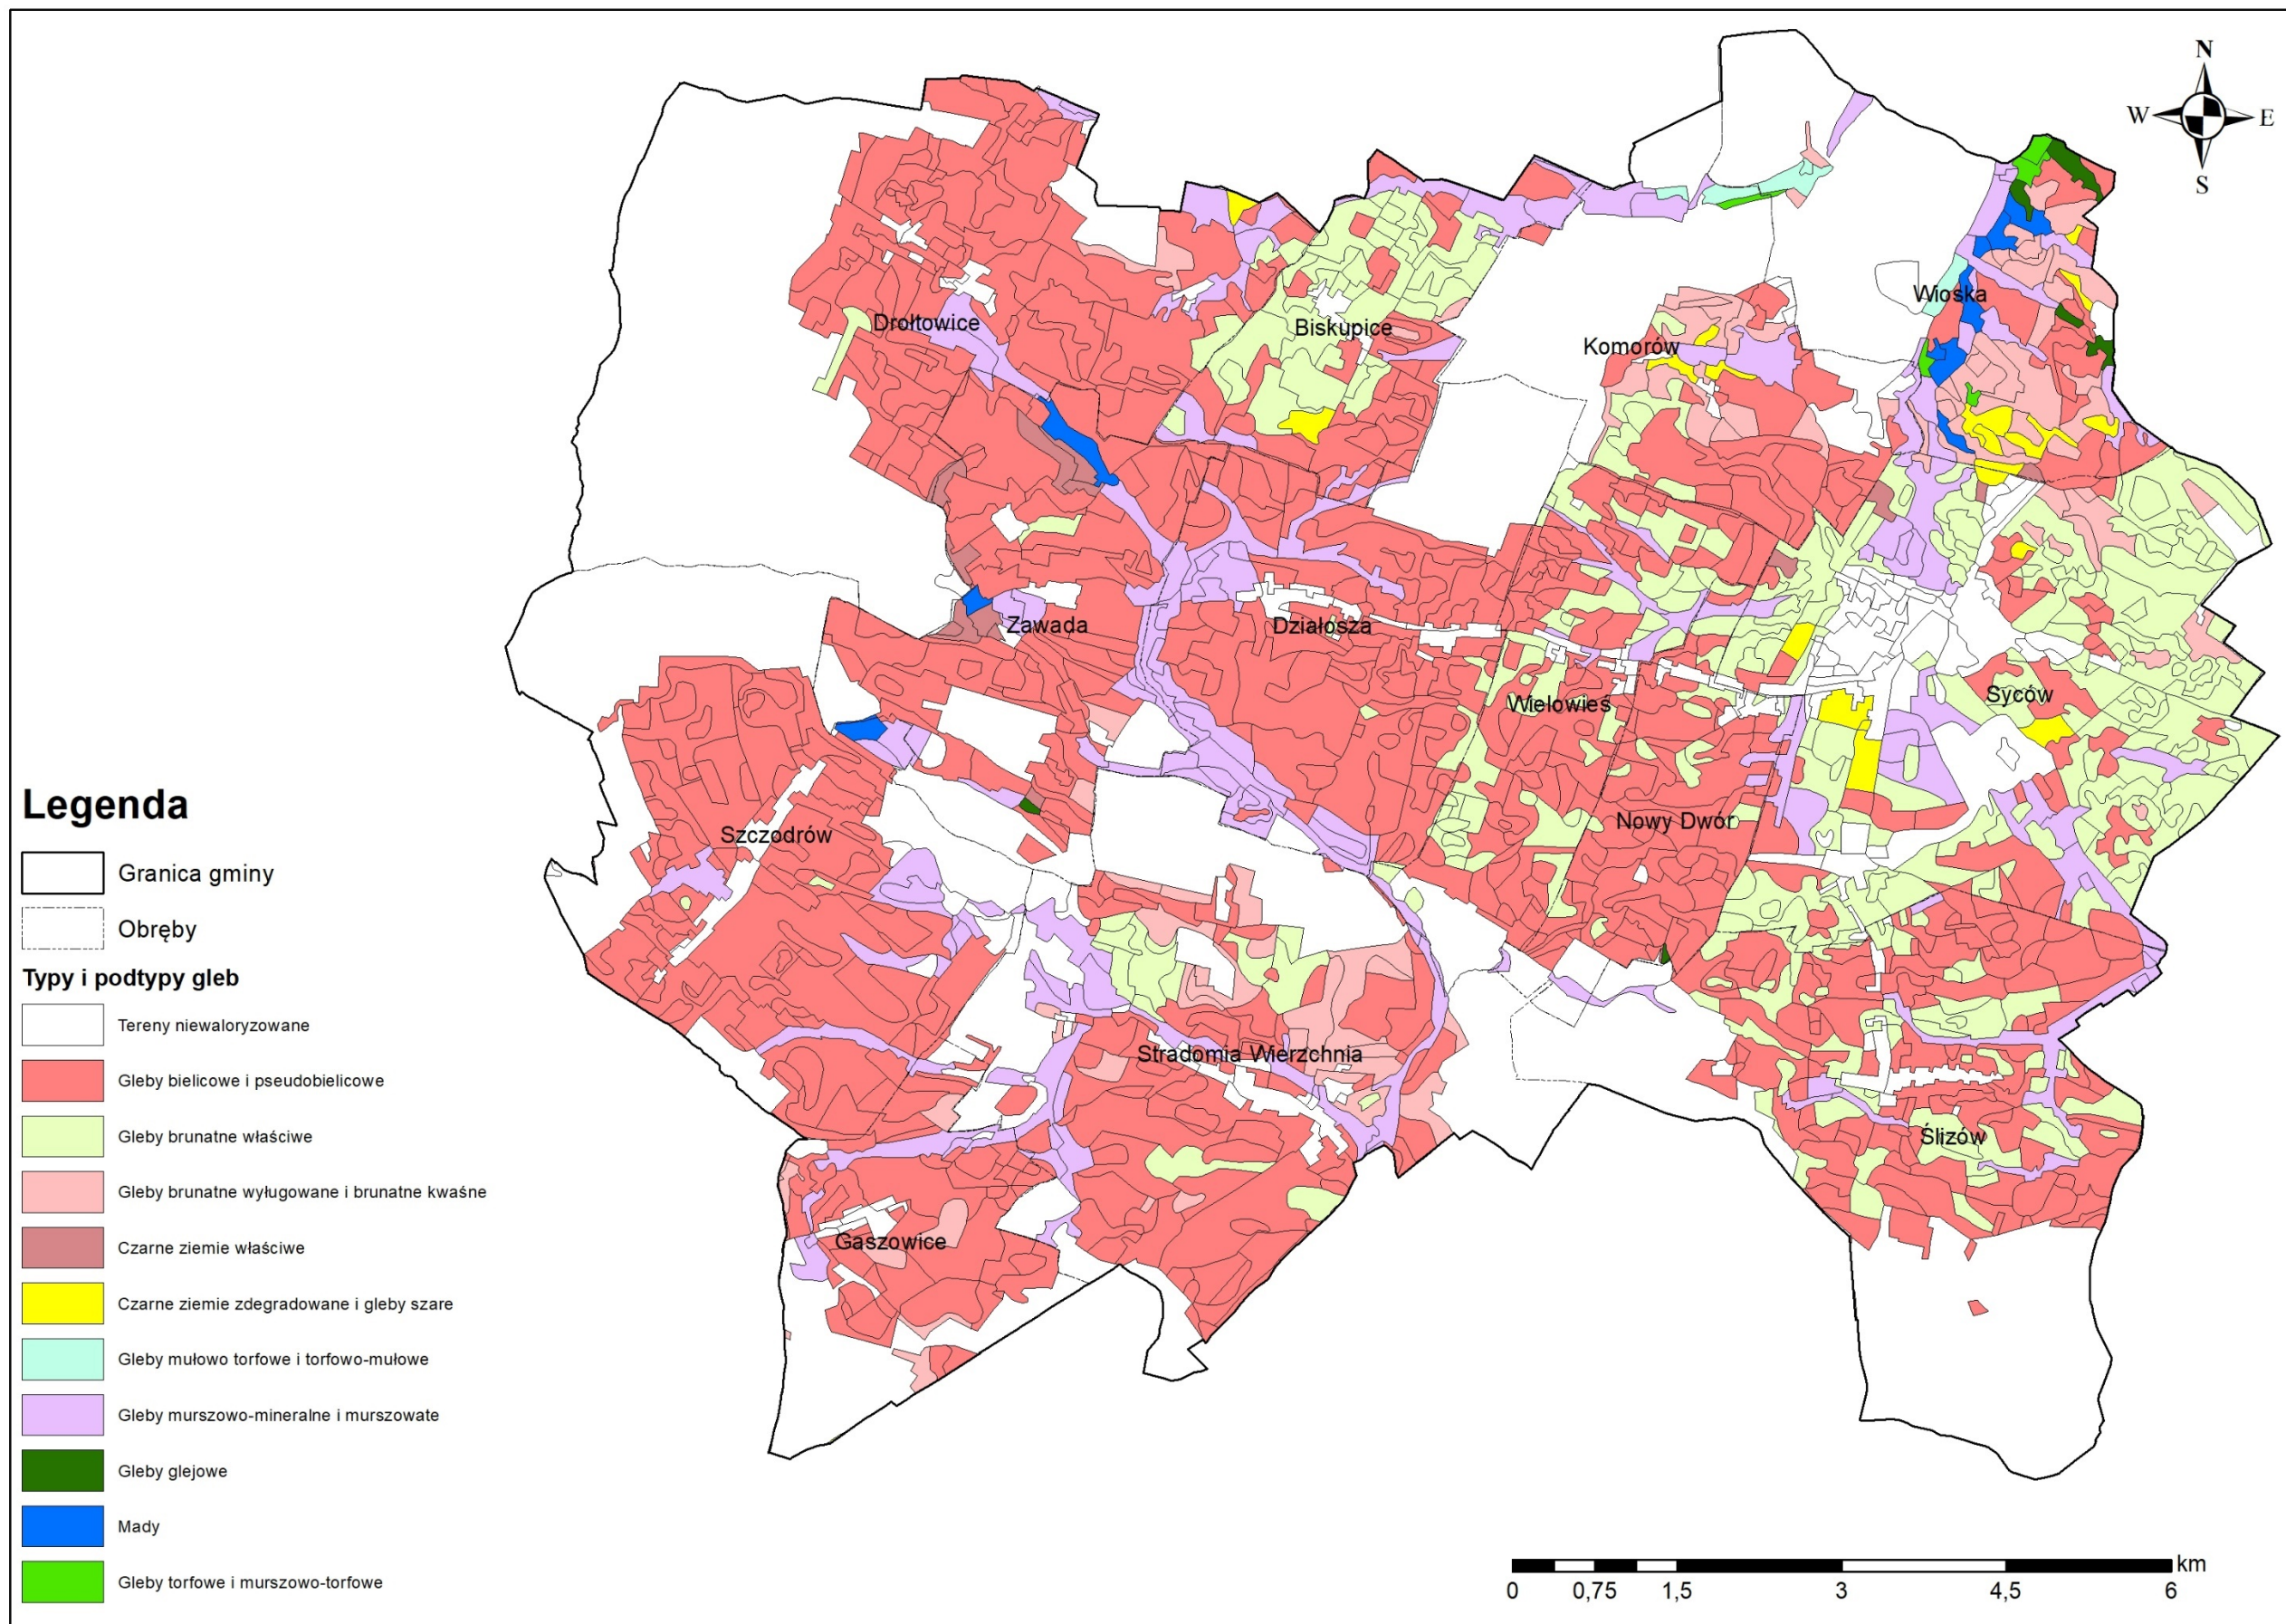 N
W E
S
Wioska
Drołtowice
Biskupice
Komorów
Zawada
Działosza
Syców
Wielowieś
Nowy Dwór
Szczodrów
Stradomia Wierzchnia
Ślizów
Gaszowice
Legenda
Granica gminy
Obręby
Typy i podtypy gleb
Tereny niewaloryzowane
Gleby bielicowe i pseudobielicowe
Gleby brunatne właściwe
Gleby brunatne wyługowane i brunatne kwaśne
Czarne ziemie właściwe
Czarne ziemie zdegradowane i gleby szare
Gleby mułowo torfowe i torfowo-mułowe
Gleby murszowo-mineralne i murszowate
Gleby glejowe
Mady
Gleby torfowe i murszowo-torfowe
km
0 0,75 1,5 3 4,5 6